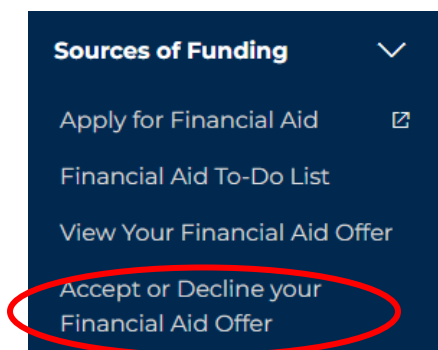 Sources of Funding
Apply for Financial Aid
Financial Aid To-Do List
View Your Financial Aid Offer
Accept or Decline your
Financial Aid Offer